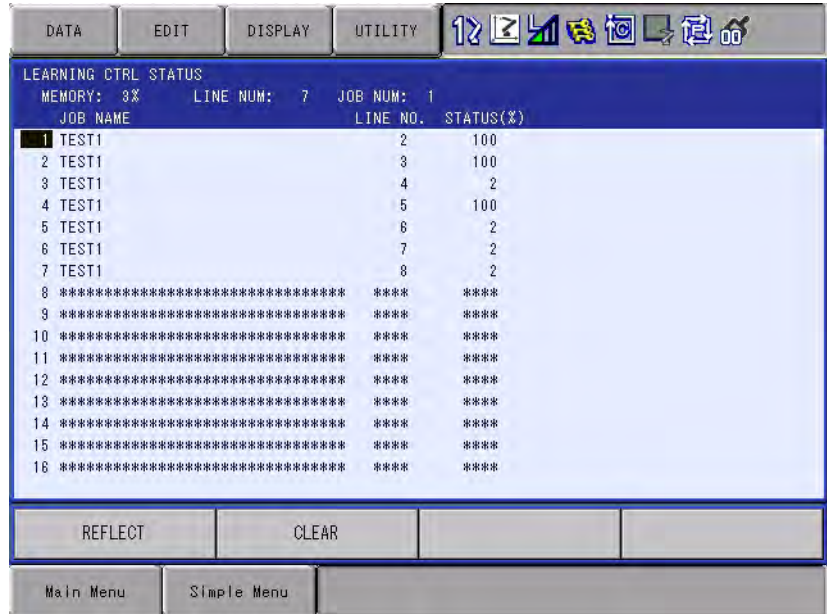 DATA EDIT DISPLAY UTILITY
LEARNING CTRL STATUS
MEMORY: 3% LINE NUM: 7 JOB NUM: 1
JOB NAME LINE NO. STATUS(%)
1 TEST1 2 100
2 TEST1 3 100
3 TEST1 4 2
4 TEST1 5 100
5 TEST1 6 2
6 TEST1 7 2
7 TEST1 8 2
8 ******************************** **** ****
9 ******************************** **** ****
10 ******************************** **** ****
11 ******************************** **** ****
12 ******************************** **** ****
13 ******************************** **** ****
14 ******************************** **** ****
15 ******************************** **** ****
16 ******************************** **** ****
REFLECT CLEAR
Main Menu Simple Menu